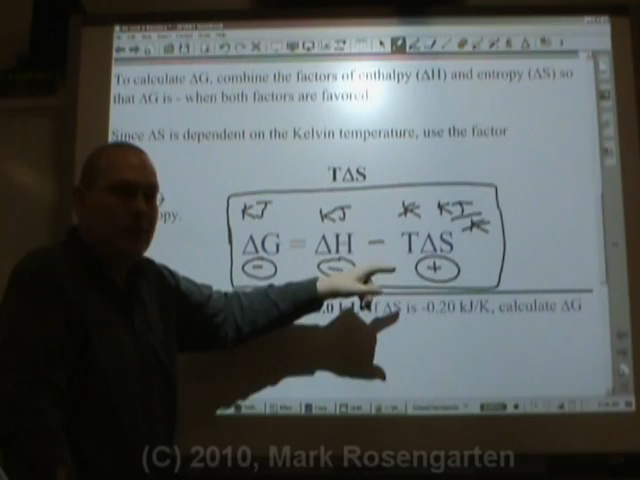 To calculate ΔG, combine the factors of enthalpy (ΔH) and entropy (ΔS) so
that ΔG is - when both factors are favored.
Since ΔS is dependent on the Kelvin temperature, use the factor
TΔS
opy.
KJ KJ K KJ/K
ΔG = ΔH - TΔS
- - +
ΔS is -0.20 kJ/K, calculate ΔG
(C) 2010, Mark Rosengarten